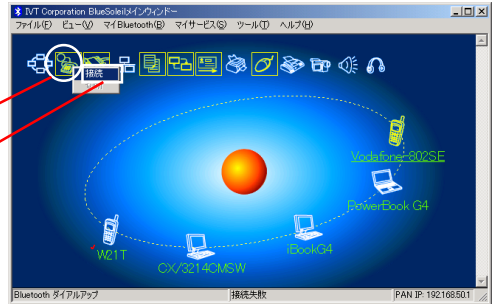 IVT Corporation BlueSoleilメインウィンドー
ファイル(F) ビュー(V) マイBluetooth(B) マイサービス(S) ツール(T) ヘルプ(H)
接続
Vodafone-802SE
PowerBook G4
iBookG4
CX/3214CMSW
W21T
Bluetooth ダイアルアップ 接続失敗 PAN IP: 192.168.50.1